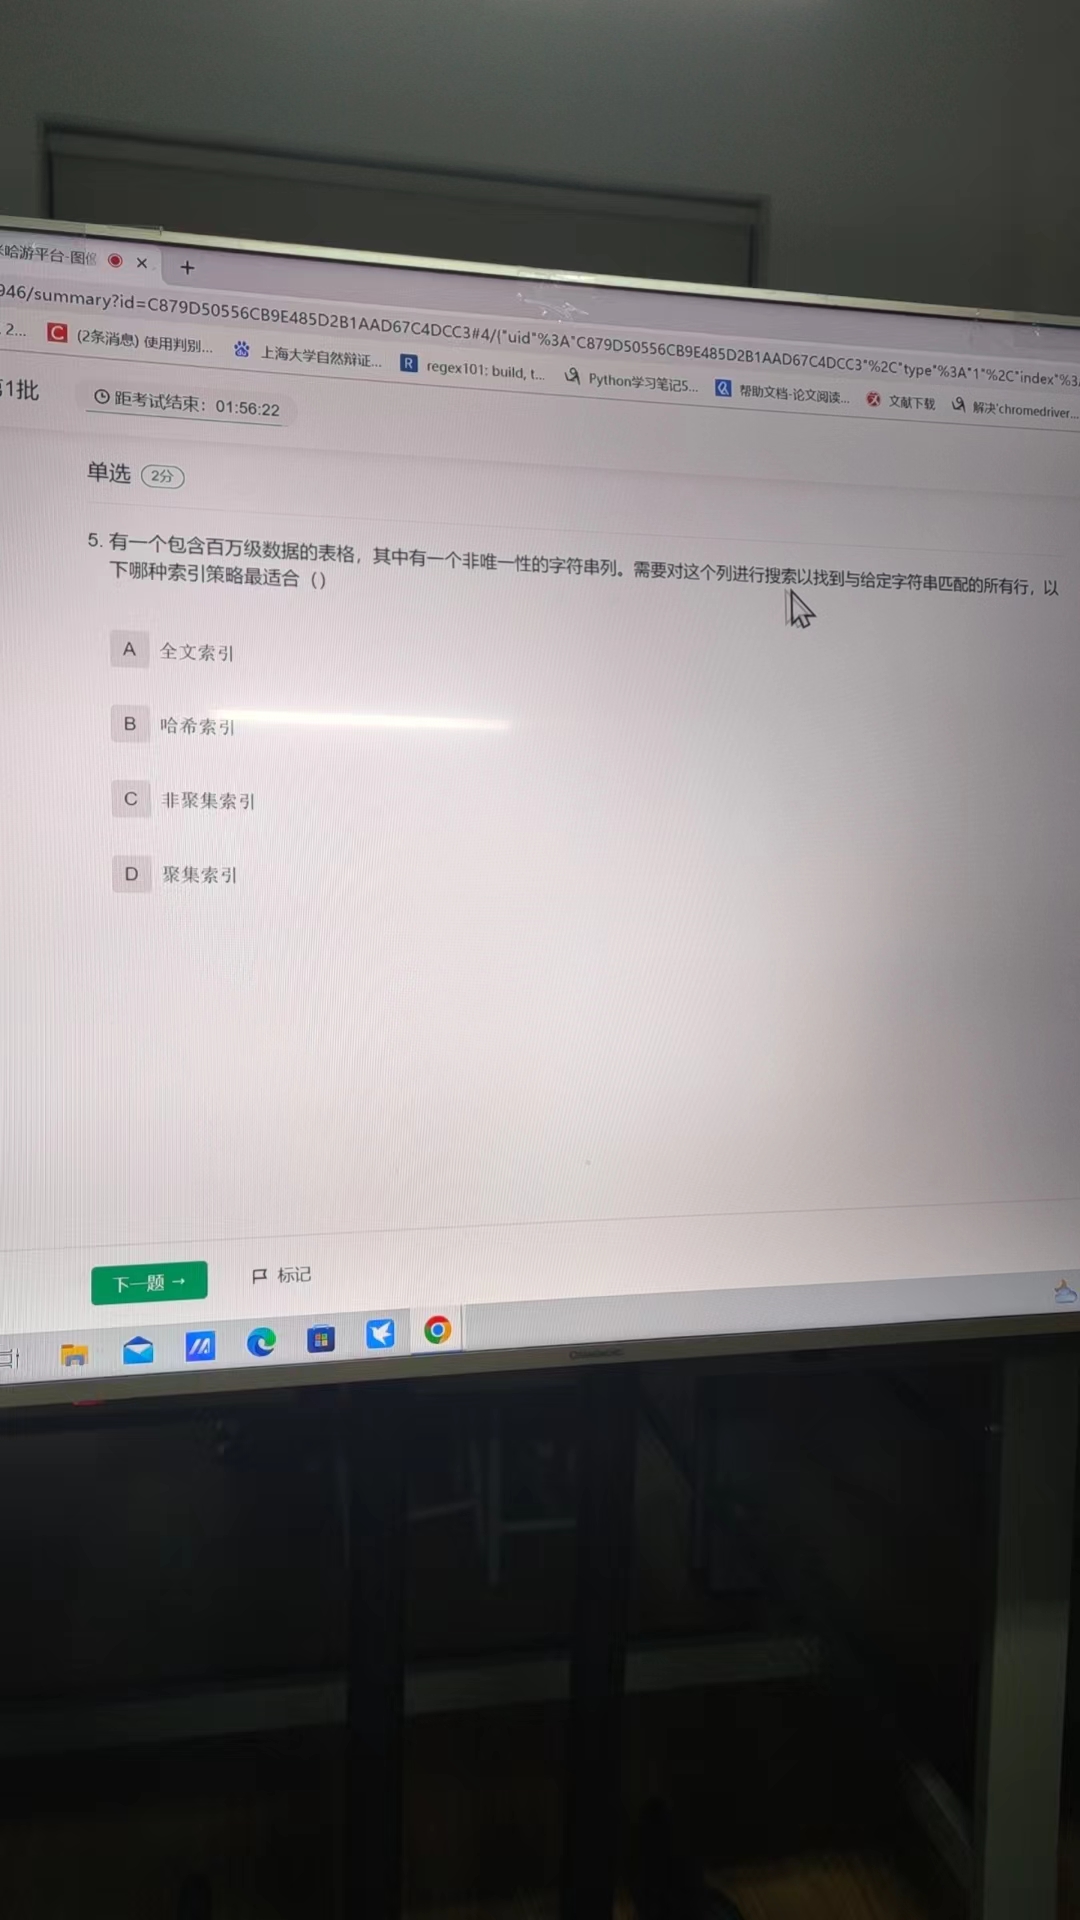 哈游平台-图
946/summary?id=C879D50556CB9E485D2B1AAD67C4DCC3#4/{"uid"%3A"C879D50556CB9E485D2B1AAD67C4DCC3"%2C"type"%3A"1"%2C"index"%3
2... (2条消息) 使用判别... 上海大学自然辩证... regex101: build, t... Python学习笔记5... 帮助文档-论文阅读... 文献下载 解决'chromedriver...
第1批 距考试结束：01:56:22
单选 2分
5. 有一个包含百万级数据的表格，其中有一个非唯一性的字符串列。需要对这个列进行搜索以找到与给定字符串匹配的所有行，以
下哪种索引策略最适合（）
A 全文索引
B 哈希索引
C 非聚集索引
D 聚集索引
下一题 → 标记